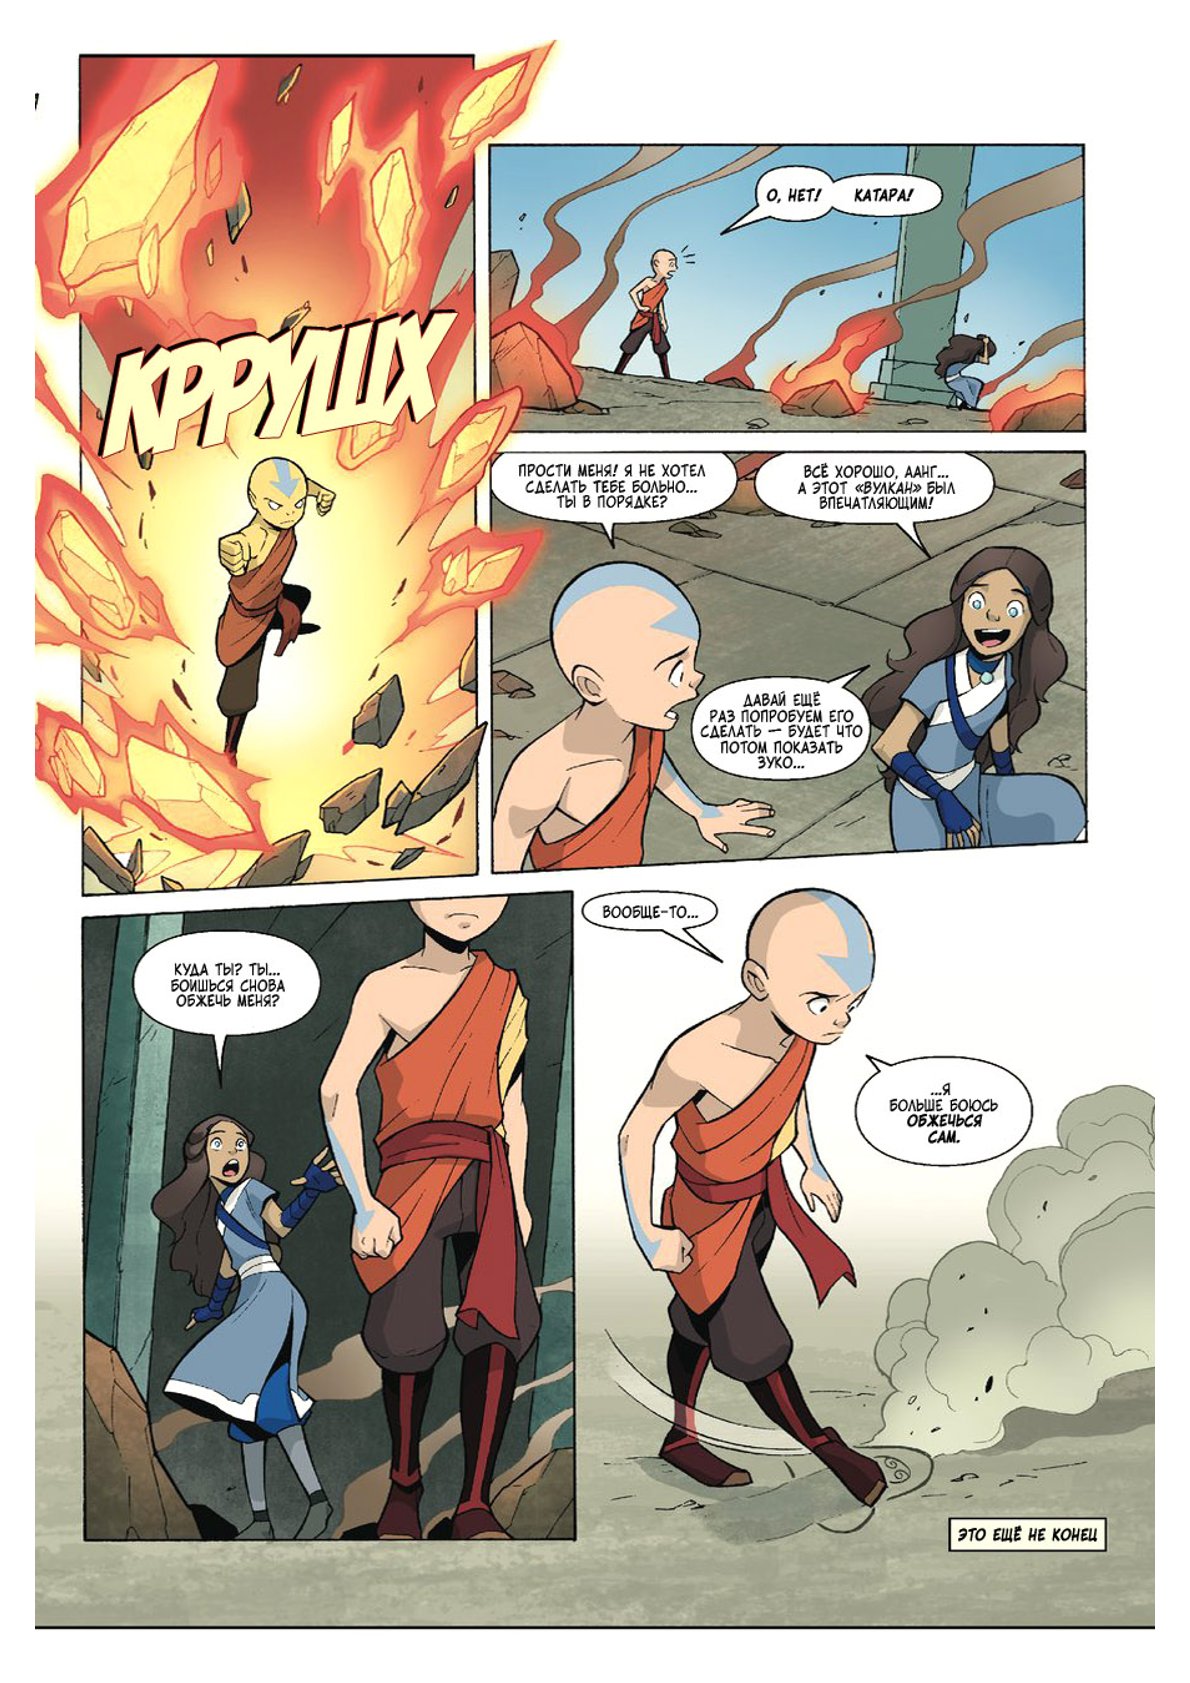 КРРУШХ
О, НЕТ!
КАТАРА!
ПРОСТИ МЕНЯ! Я НЕ ХОТЕЛ
СДЕЛАТЬ ТЕБЕ БОЛЬНО...
ТЫ В ПОРЯДКЕ?
ВСЁ ХОРОШО, ААНГ...
А ЭТОТ «ВУЛКАН» БЫЛ
ВПЕЧАТЛЯЮЩИМ!
ДАВАЙ ЕЩЁ
РАЗ ПОПРОБУЕМ ЕГО
СДЕЛАТЬ — БУДЕТ ЧТО
ПОТОМ ПОКАЗАТЬ
ЗУКО...
КУДА ТЫ? ТЫ...
БОИШЬСЯ СНОВА
ОБЖЕЧЬ МЕНЯ?
ВООБЩЕ-ТО...
...Я
БОЛЬШЕ БОЮСЬ
ОБЖЕЧЬСЯ
САМ.
ЭТО ЕЩЁ НЕ КОНЕЦ